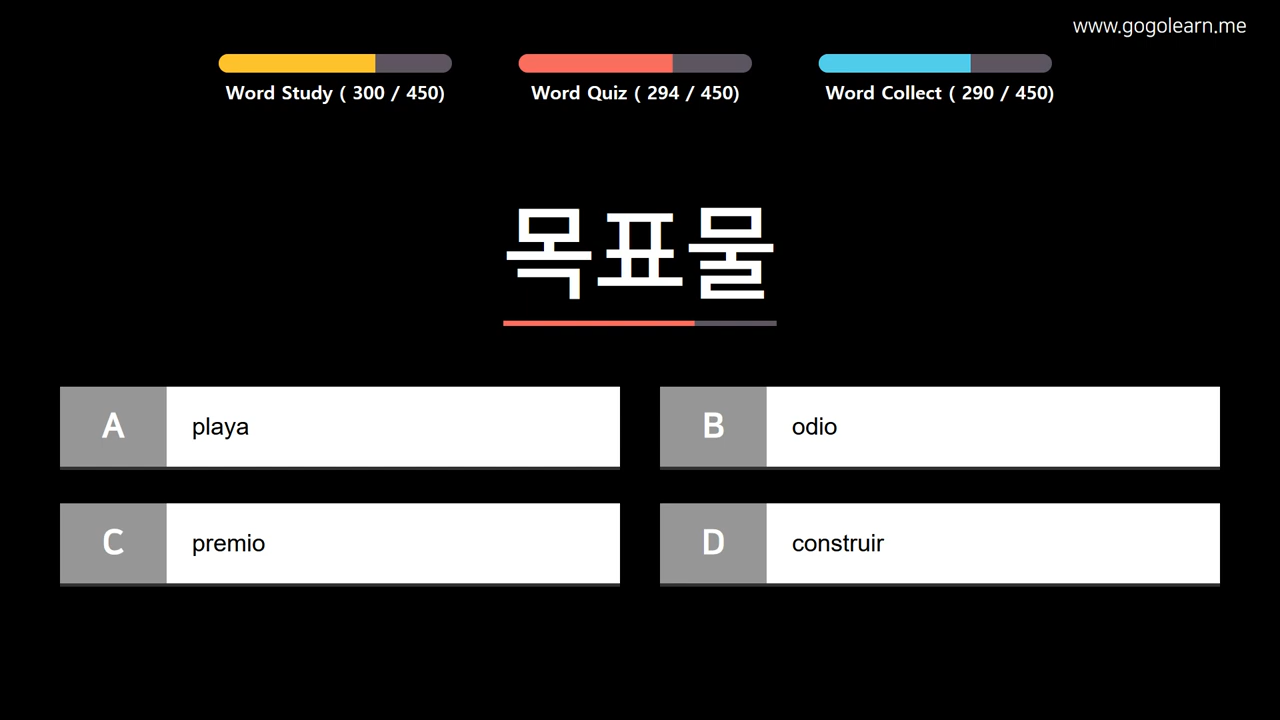 www.gogolearn.me
Word Study ( 300 / 450)
Word Quiz ( 294 / 450)
Word Collect ( 290 / 450)
목표물
A playa
B odio
C premio
D construir